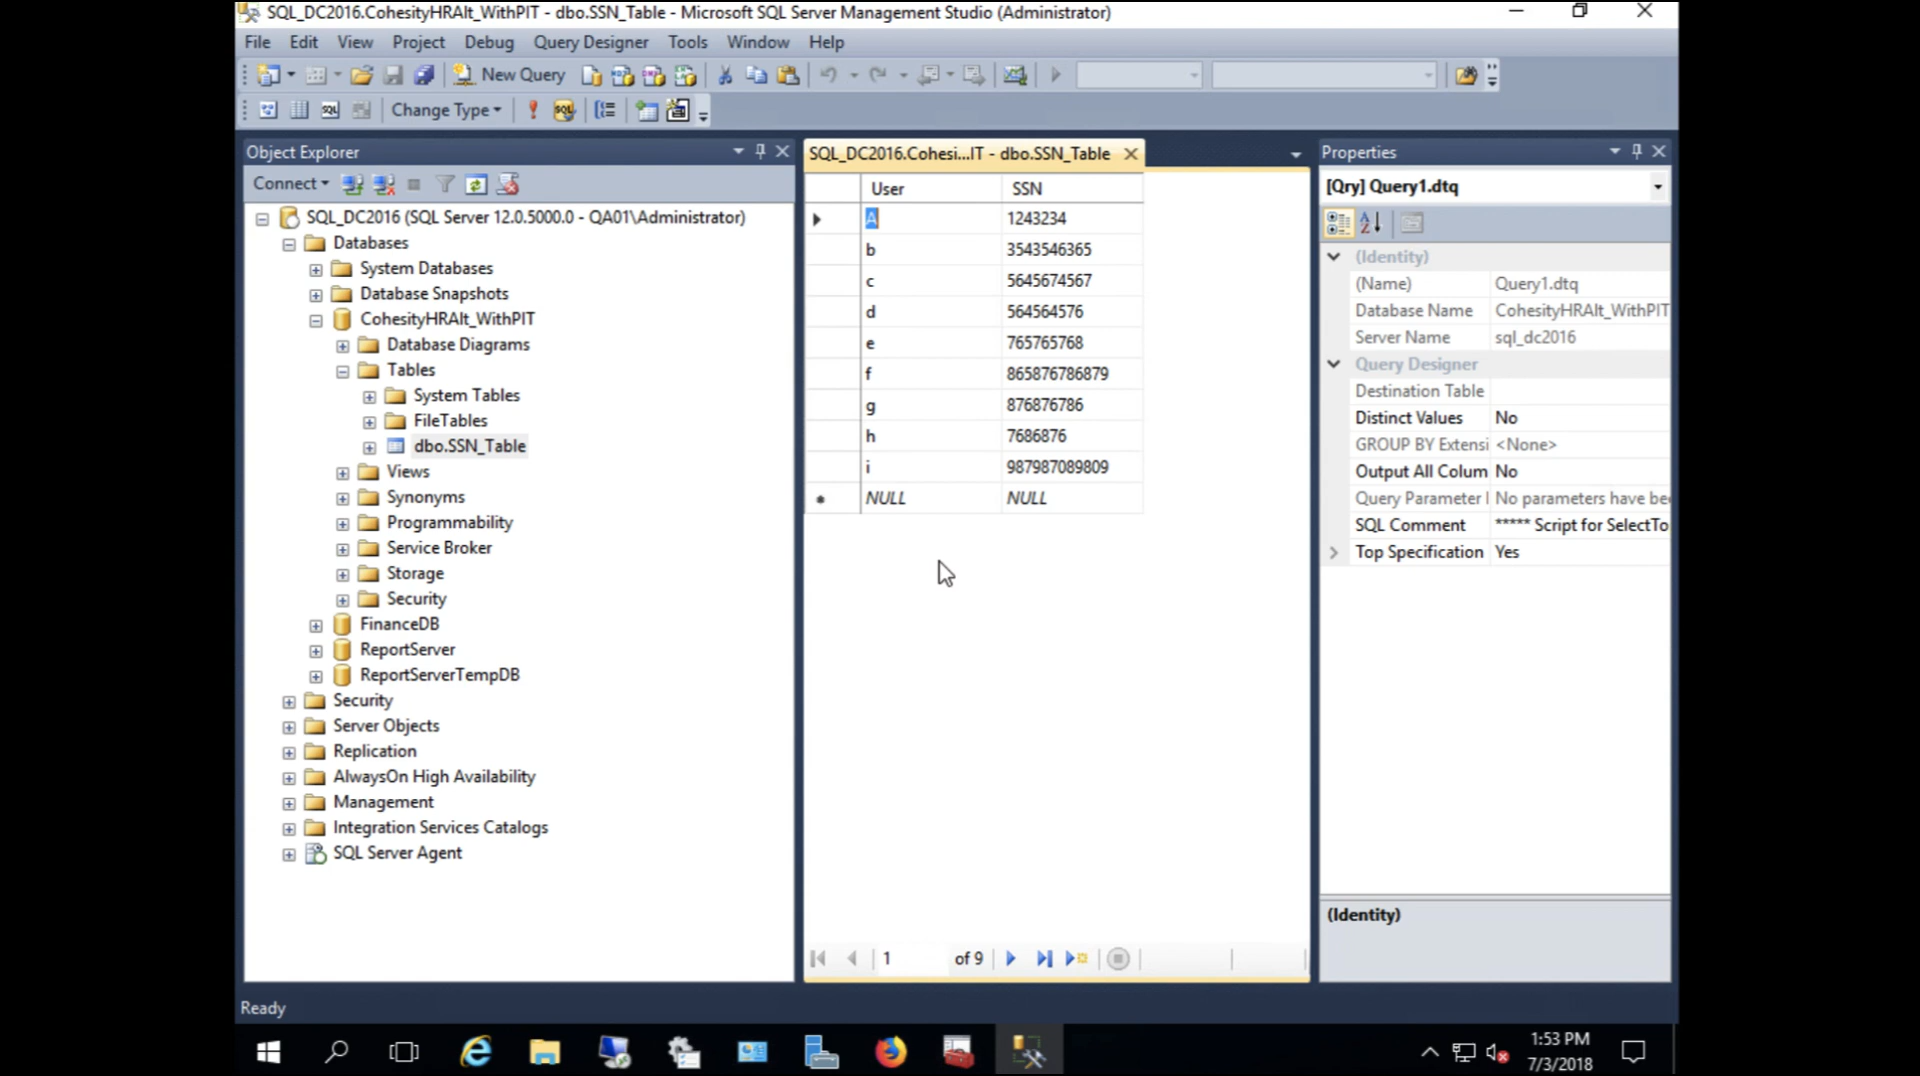 SQL_DC2016.CohesityHRAlt_WithPIT - dbo.SSN_Table - Microsoft SQL Server Management Studio (Administrator)
File Edit View Project Debug Query Designer Tools Window Help
New Query
SQL Change Type SQL
Object Explorer
Connect
SQL_DC2016 (SQL Server 12.0.5000.0 - QA01\Administrator)
Databases
System Databases
Database Snapshots
CohesityHRAlt_WithPIT
Database Diagrams
Tables
System Tables
FileTables
dbo.SSN_Table
Views
Synonyms
Programmability
Service Broker
Storage
Security
FinanceDB
ReportServer
ReportServerTempDB
Security
Server Objects
Replication
AlwaysOn High Availability
Management
Integration Services Catalogs
SQL Server Agent
SQL_DC2016.Cohesi...IT - dbo.SSN_Table
User SSN
A 1243234
b 3543546365
c 5645674567
d 564564576
e 765765768
f 865876786879
g 876876786
h 7686876
i 987987089809
NULL NULL
1 of 9
Properties
[Qry] Query1.dtq
(Identity)
(Name) Query1.dtq
Database Name CohesityHRAlt_WithPIT
Server Name sql_dc2016
Query Designer
Destination Table
Distinct Values No
GROUP BY Extensi <None>
Output All Colum No
Query Parameter No parameters have bee
SQL Comment ***** Script for SelectTo
Top Specification Yes
(Identity)
Ready
1:53 PM
7/3/2018